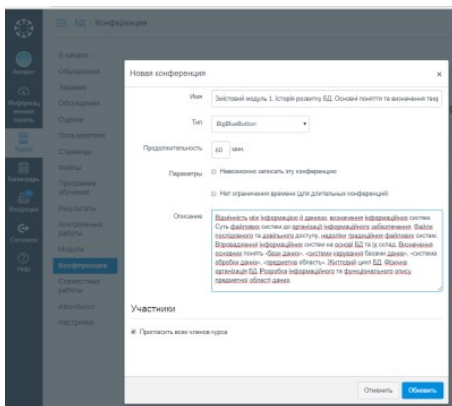 БД
Конференции
В начало
Объявления
Задания
Обсуждения
Оценки
Пользователи
Страницы
Файлы
Программа
обучения
Результаты
Контрольные
работы
Модули
Конференции
Совместные
работы
Attendance
Настройки
Аккаунт
Курсы
Календарь
Входящие
Commons
Help
Новая конференция
×
Имя
Змістовий модуль 1. Історія розвитку БД. Основні поняття та визначення теор
Тип
BigBlueButton
Продолжительность
60 мин.
Параметры
Невозможно записать эту конференцию
Нет ограничения времени (для длительных конференций)
Описание
Відмінність між інформацією й даними, визначення інформаційних систем.
Суть файлових систем до організації інформаційного забезпечення. Файли
послідовного та довільного доступу, недоліки традиційних файлових систем.
Впровадження інформаційних систем на основі БД та їх склад. Визначення
основних понять «бази даних», «системи керування базами даних», «система
обробки даних», «предметна область». Життєвий цикл БД. Фізична
організація БД. Розробка інформаційного та функціонального опису
предметної області даних.
Участники
Пригласить всех членов курса
Отменить
Обновить